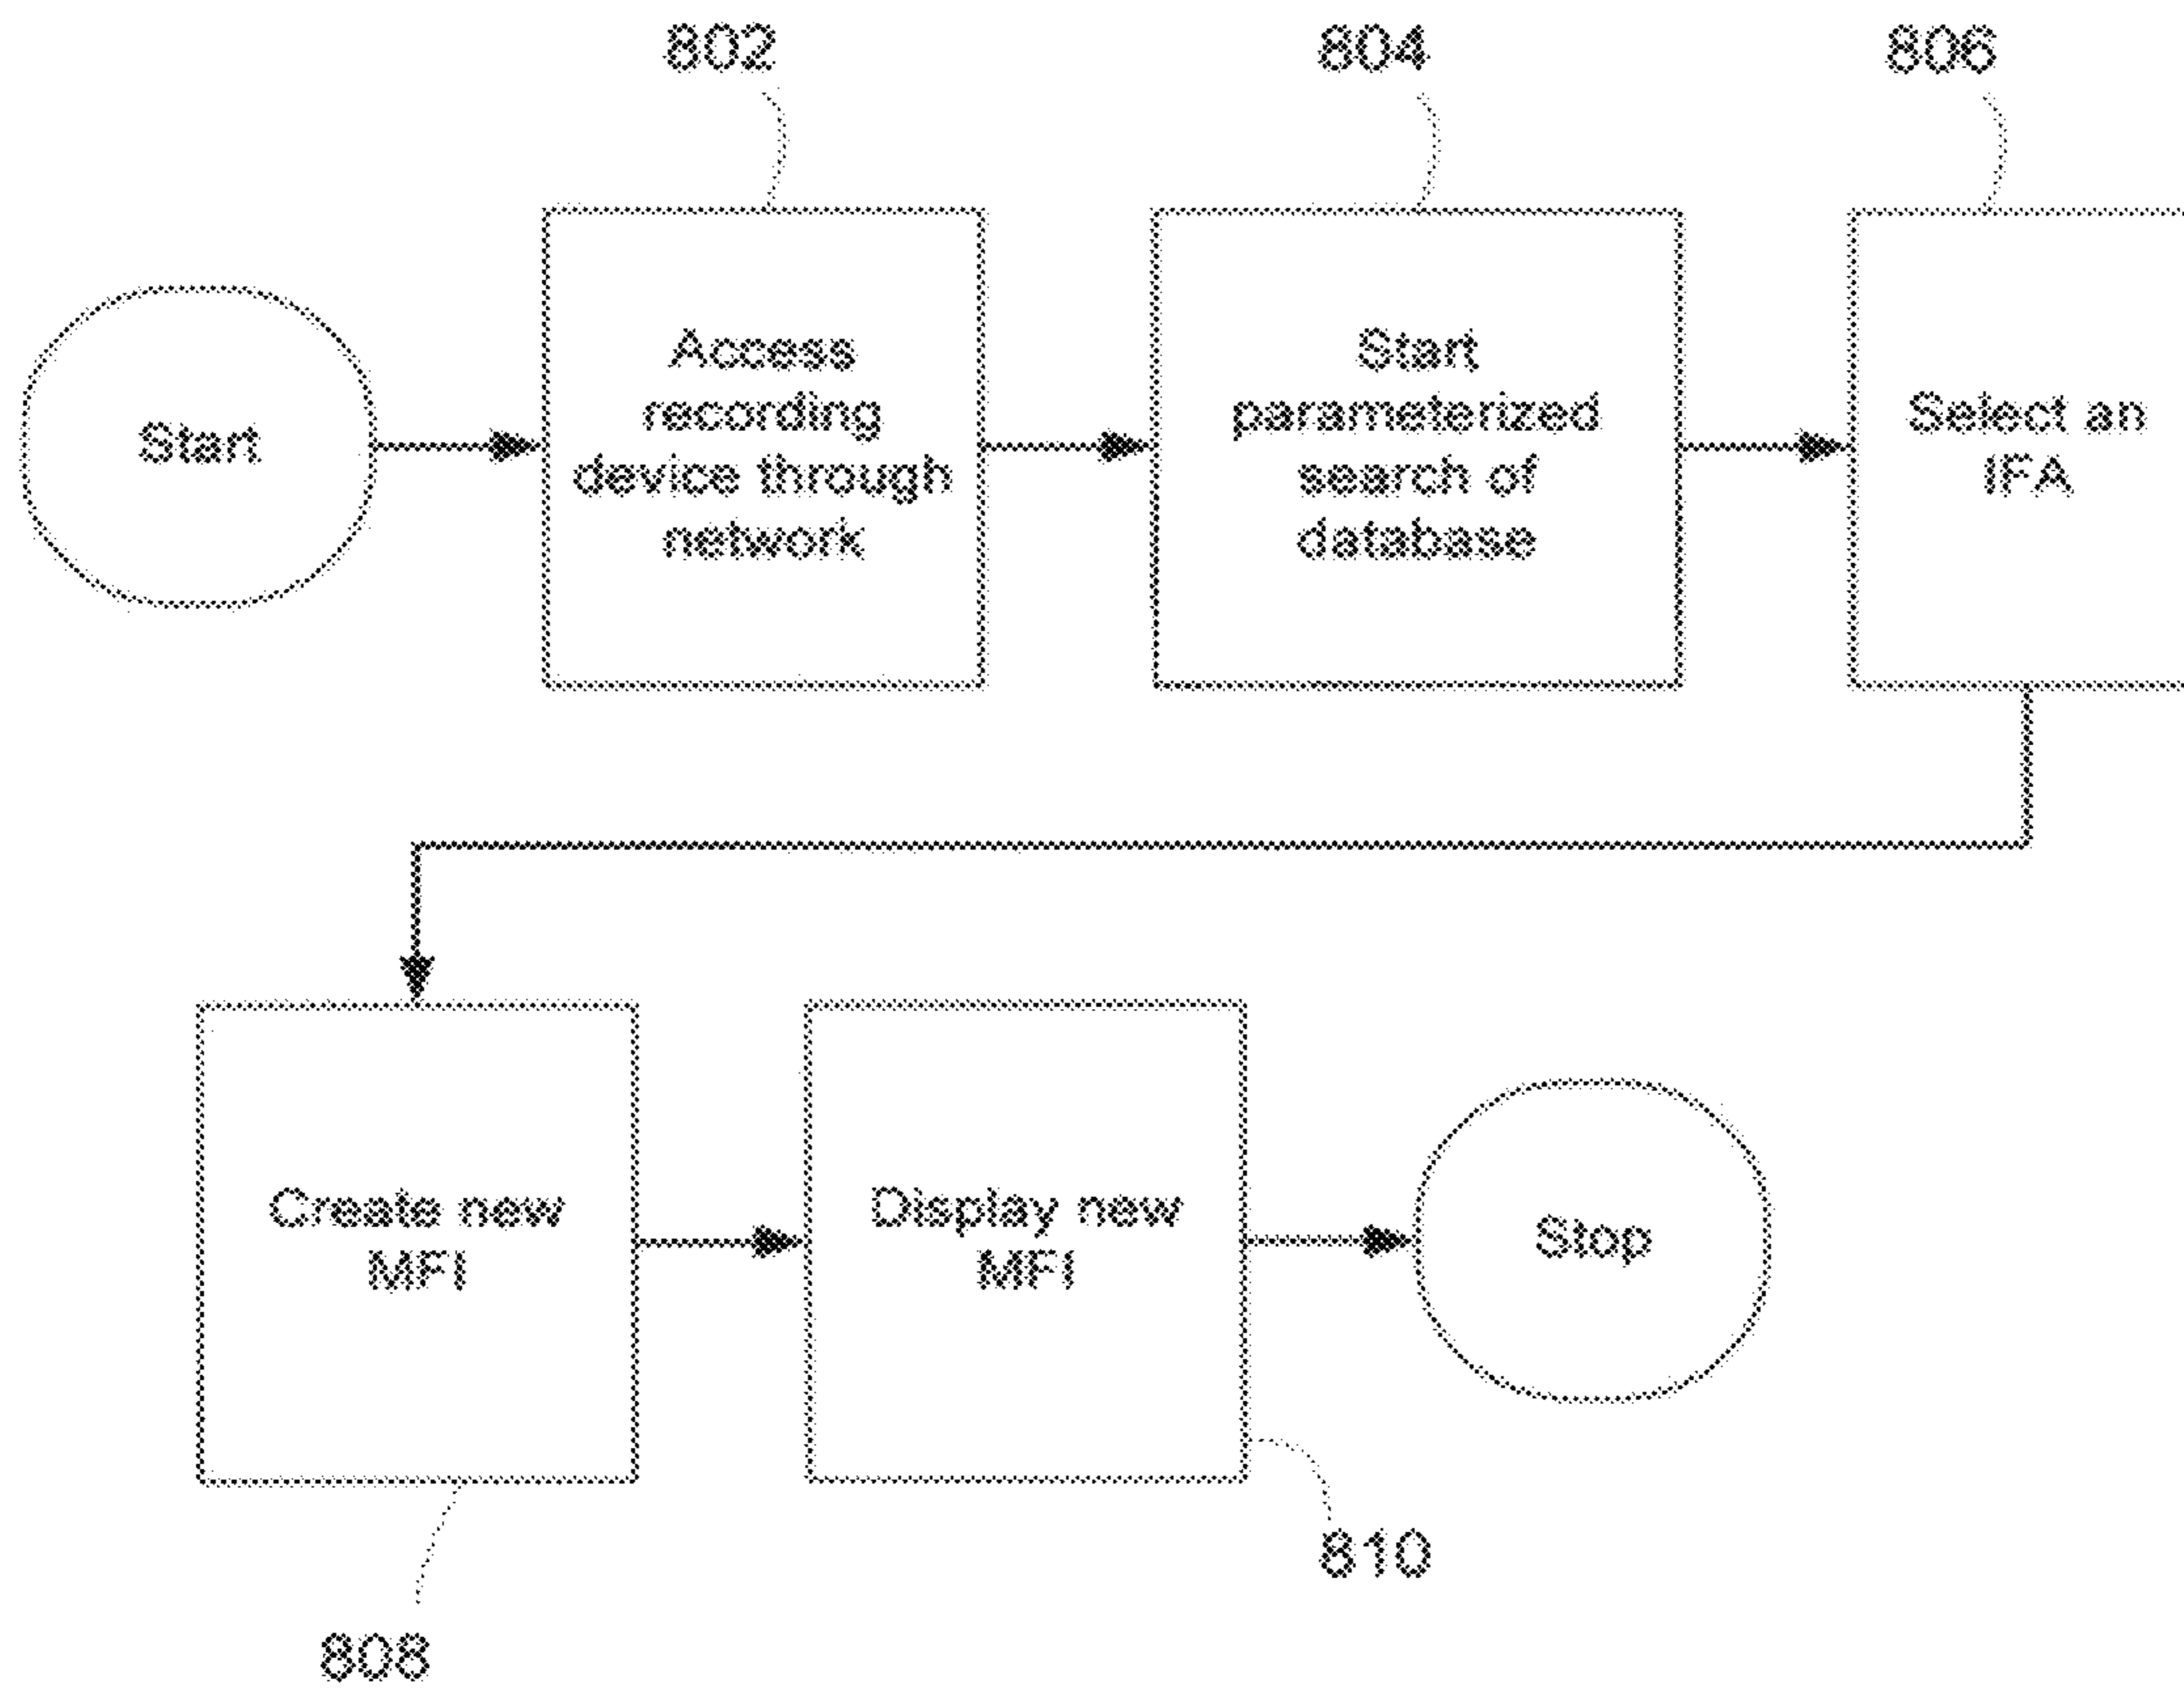 802
804
806
Start
Access
recording
device through
network
Start
parameterized
search of
database
Select an
IFA
Create new
MFI
Display new
MFI
Stop
810
808